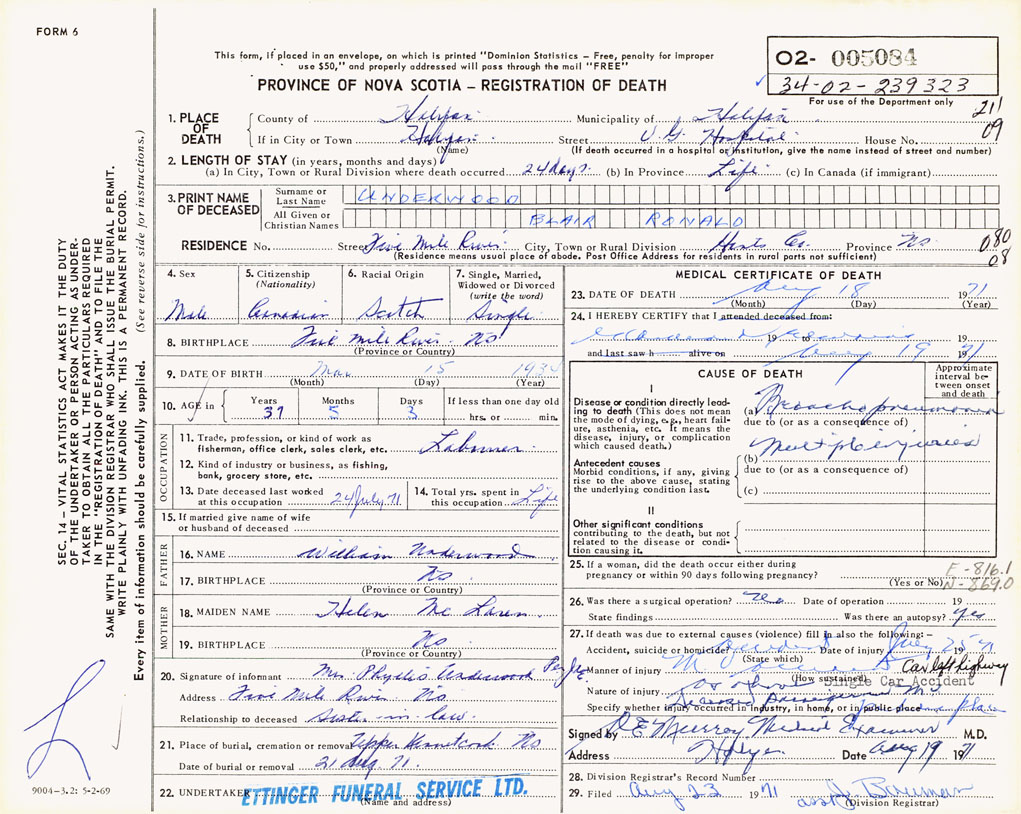 FORM 6
This form, if placed in an envelope, on which is printed "Dominion Statistics – Free, penalty for improper
use $50," and properly addressed will pass through the mail "FREE"
PROVINCE OF NOVA SCOTIA – REGISTRATION OF DEATH
O2- 005084
34-02-239323
For use of the Department only
211
09
1. PLACE OF DEATH
County of Halifax Municipality of Halifax
If in City or Town Halifax Street V.G. Hospital House No.
(Name) (If death occurred in a hospital or institution, give the name instead of street and number)
2. LENGTH OF STAY (in years, months and days)
(a) In City, Town or Rural Division where death occurred 24 days. (b) In Province Life (c) In Canada (if immigrant)
3. PRINT NAME OF DECEASED
Surname or Last Name UNDERWOOD
All Given or Christian Names BLAIR RONALD
RESIDENCE No. Street Five Mile River City, Town or Rural Division Hants Co. Province NS
080
08
(Residence means usual place of abode. Post Office Address for residents in rural parts not sufficient)
4. Sex
Male
5. Citizenship
(Nationality)
Canadian
6. Racial Origin
Scotch
7. Single, Married,
Widowed or Divorced
(write the word)
Single
8. BIRTHPLACE Five Mile River NS
(Province or Country)
9. DATE OF BIRTH Mar 15 1934
(Month) (Day) (Year)
10. AGE in
Years Months Days If less than one day old
37 5 3 hrs. or min.
OCCUPATION
11. Trade, profession, or kind of work as
fisherman, office clerk, sales clerk, etc. Labourer
12. Kind of industry or business, as fishing,
bank, grocery store, etc.
13. Date deceased last worked
at this occupation 24 July 71
14. Total yrs. spent in
this occupation Life
15. If married give name of wife
or husband of deceased
FATHER
16. NAME William Underwood
17. BIRTHPLACE NS
(Province or Country)
MOTHER
18. MAIDEN NAME Helen McLaren
19. BIRTHPLACE NS
(Province or Country)
20. Signature of informant Mrs. Phyllis Underwood
Address Five Mile River NS
Relationship to deceased Sister-in-law
21. Place of burial, cremation or removal Upper Kennetcook NS
Date of burial or removal 21 Aug 71
22. UNDERTAKER ETTINGER FUNERAL SERVICE LTD.
(Name and address)
MEDICAL CERTIFICATE OF DEATH
23. DATE OF DEATH Aug 18 1971
(Month) (Day) (Year)
24. I HEREBY CERTIFY that I attended deceased from:
19 to
and last saw h alive on 19 1971
CAUSE OF DEATH
Approximate
interval be-
tween onset
and death
I
Disease or condition directly lead-
ing to death (This does not mean
the mode of dying, e.g., heart fail-
ure, asthenia, etc. It means the
disease, injury, or complication
which caused death.)
(a) Bronchopneumonia
due to (or as a consequence of)
(b) Multiple injuries
Antecedent causes
Morbid conditions, if any, giving
rise to the above cause, stating
the underlying condition last.
due to (or as a consequence of)
(c)
II
Other significant conditions
contributing to the death, but not
related to the disease or condi-
tion causing it.
25. If a woman, did the death occur either during
pregnancy or within 90 days following pregnancy?
(Yes or No)
E-816.1
N-869.0
26. Was there a surgical operation? Date of operation 19
State findings Was there an autopsy? yes
27. If death was due to external causes (violence) fill in also the following: –
Accident, suicide or homicide? Date of injury July 25 1971
(State which)
Manner of injury Car left highway
(How sustained) Single Car Accident
Nature of injury
Specify whether injury occurred in industry, in home, or in public place
Signed by R E Murray Medical Examiner M.D.
Address Date Aug 19 1971
28. Division Registrar's Record Number
29. Filed Aug 23 1971
(Division Registrar)
SEC. 14 – VITAL STATISTICS ACT MAKES IT THE DUTY
OF THE UNDERTAKER OR PERSON ACTING AS UNDER-
TAKER TO OBTAIN ALL THE PARTICULARS REQUIRED
IN THE "REGISTRATION OF DEATH" AND TO FILE THE
SAME WITH THE DIVISION REGISTRAR WHO SHALL ISSUE THE BURIAL PERMIT.
WRITE PLAINLY WITH UNFADING INK. THIS IS A PERMANENT RECORD.
Every item of information should be carefully supplied. (See reverse side for instructions.)
9004-3.2: 5-2-69